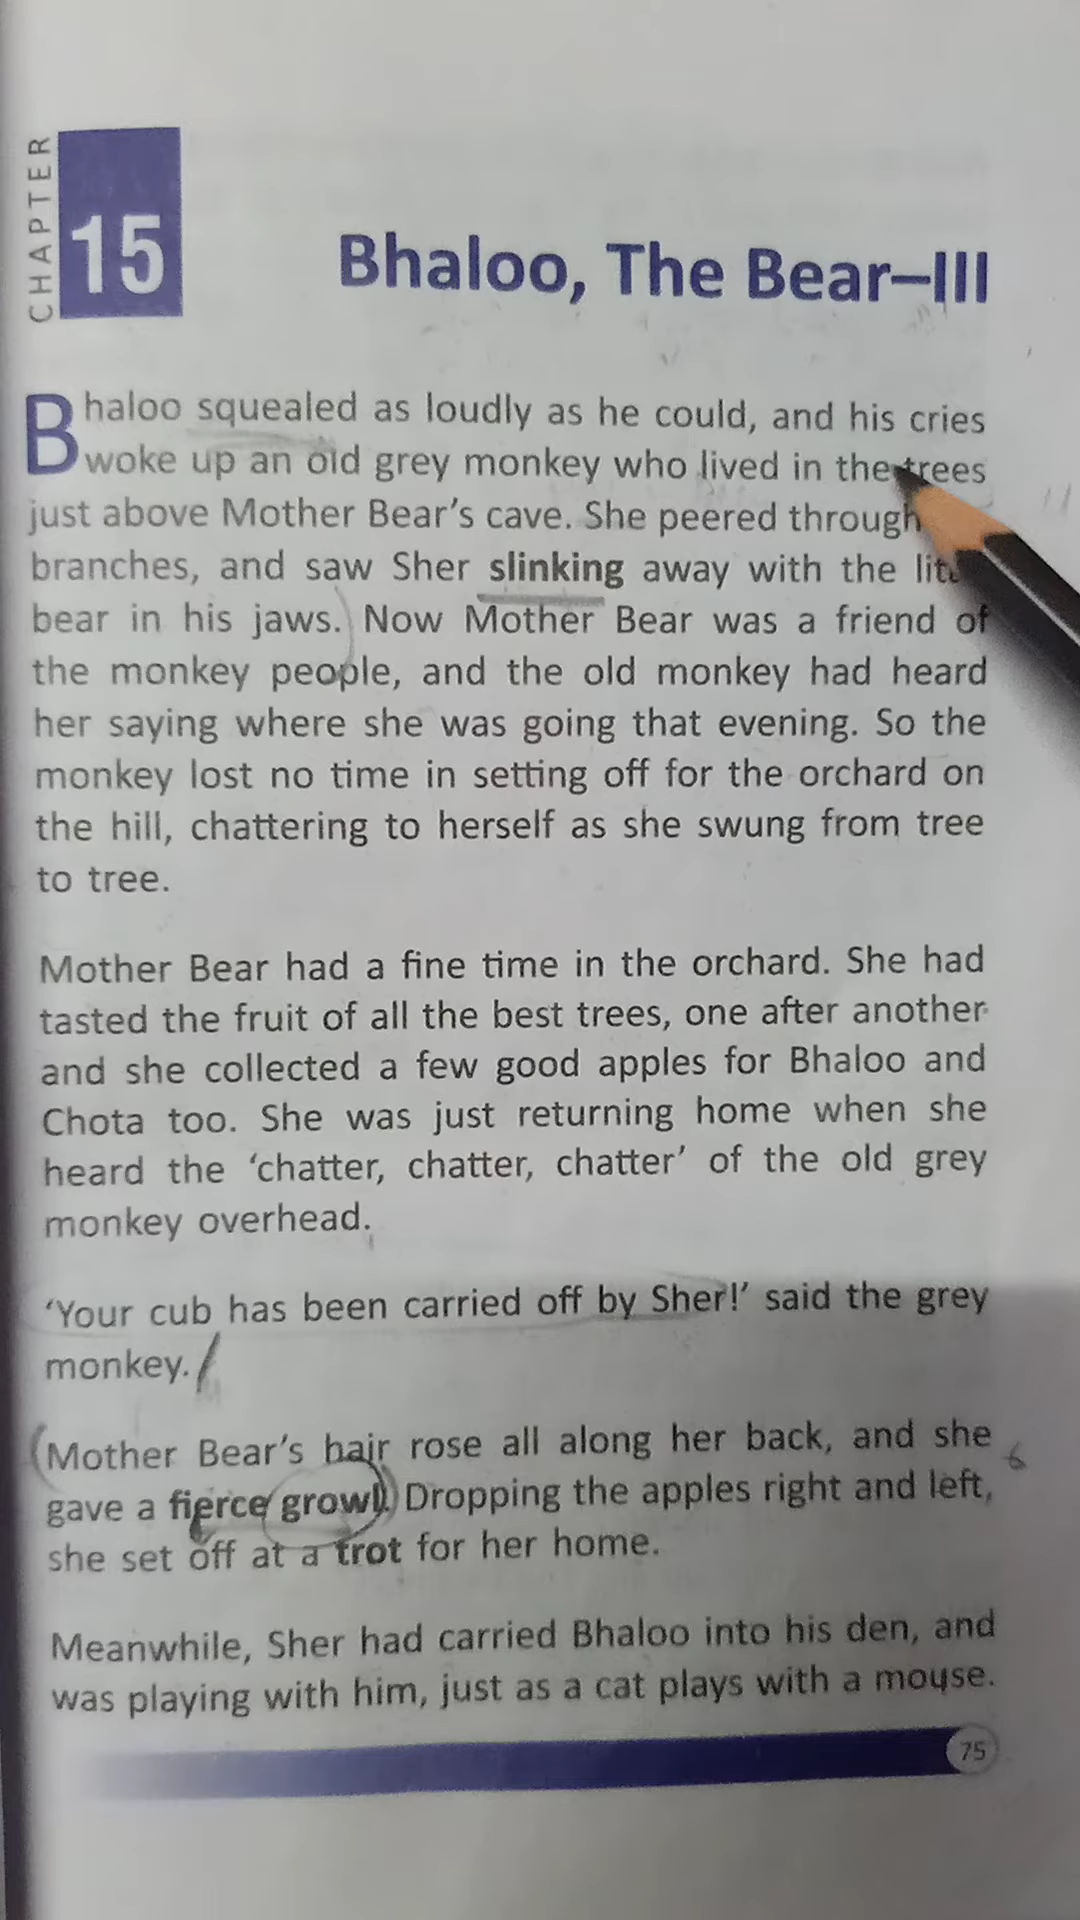 CHAPTER
15
Bhaloo, The Bear–III
Bhaloo squealed as loudly as he could, and his cries
woke up an old grey monkey who lived in the trees
just above Mother Bear's cave. She peered through
branches, and saw Sher slinking away with the
bear in his jaws. Now Mother Bear was a friend of
the monkey people, and the old monkey had heard
her saying where she was going that evening. So the
monkey lost no time in setting off for the orchard on
the hill, chattering to herself as she swung from tree
to tree.
Mother Bear had a fine time in the orchard. She had
tasted the fruit of all the best trees, one after another
and she collected a few good apples for Bhaloo and
Chota too. She was just returning home when she
heard the ‘chatter, chatter, chatter’ of the old grey
monkey overhead.
‘Your cub has been carried off by Sher!’ said the grey
monkey.
Mother Bear's hair rose all along her back, and she
gave a fierce growl. Dropping the apples right and left,
she set off at a trot for her home.
Meanwhile, Sher had carried Bhaloo into his den, and
was playing with him, just as a cat plays with a mouse.
75